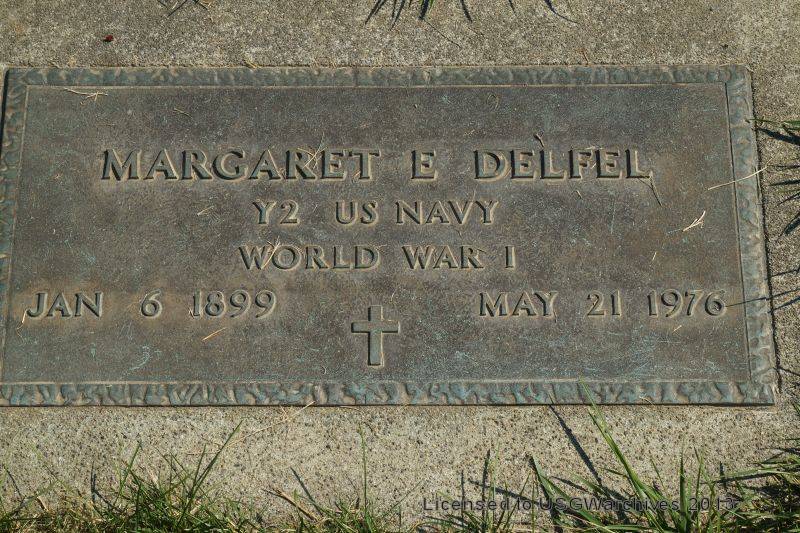 MARGARET E DELFEL
Y2 US NAVY
WORLD WAR I
JAN 6 1899 MAY 21 1976
Licensed to USGWarchives 2013